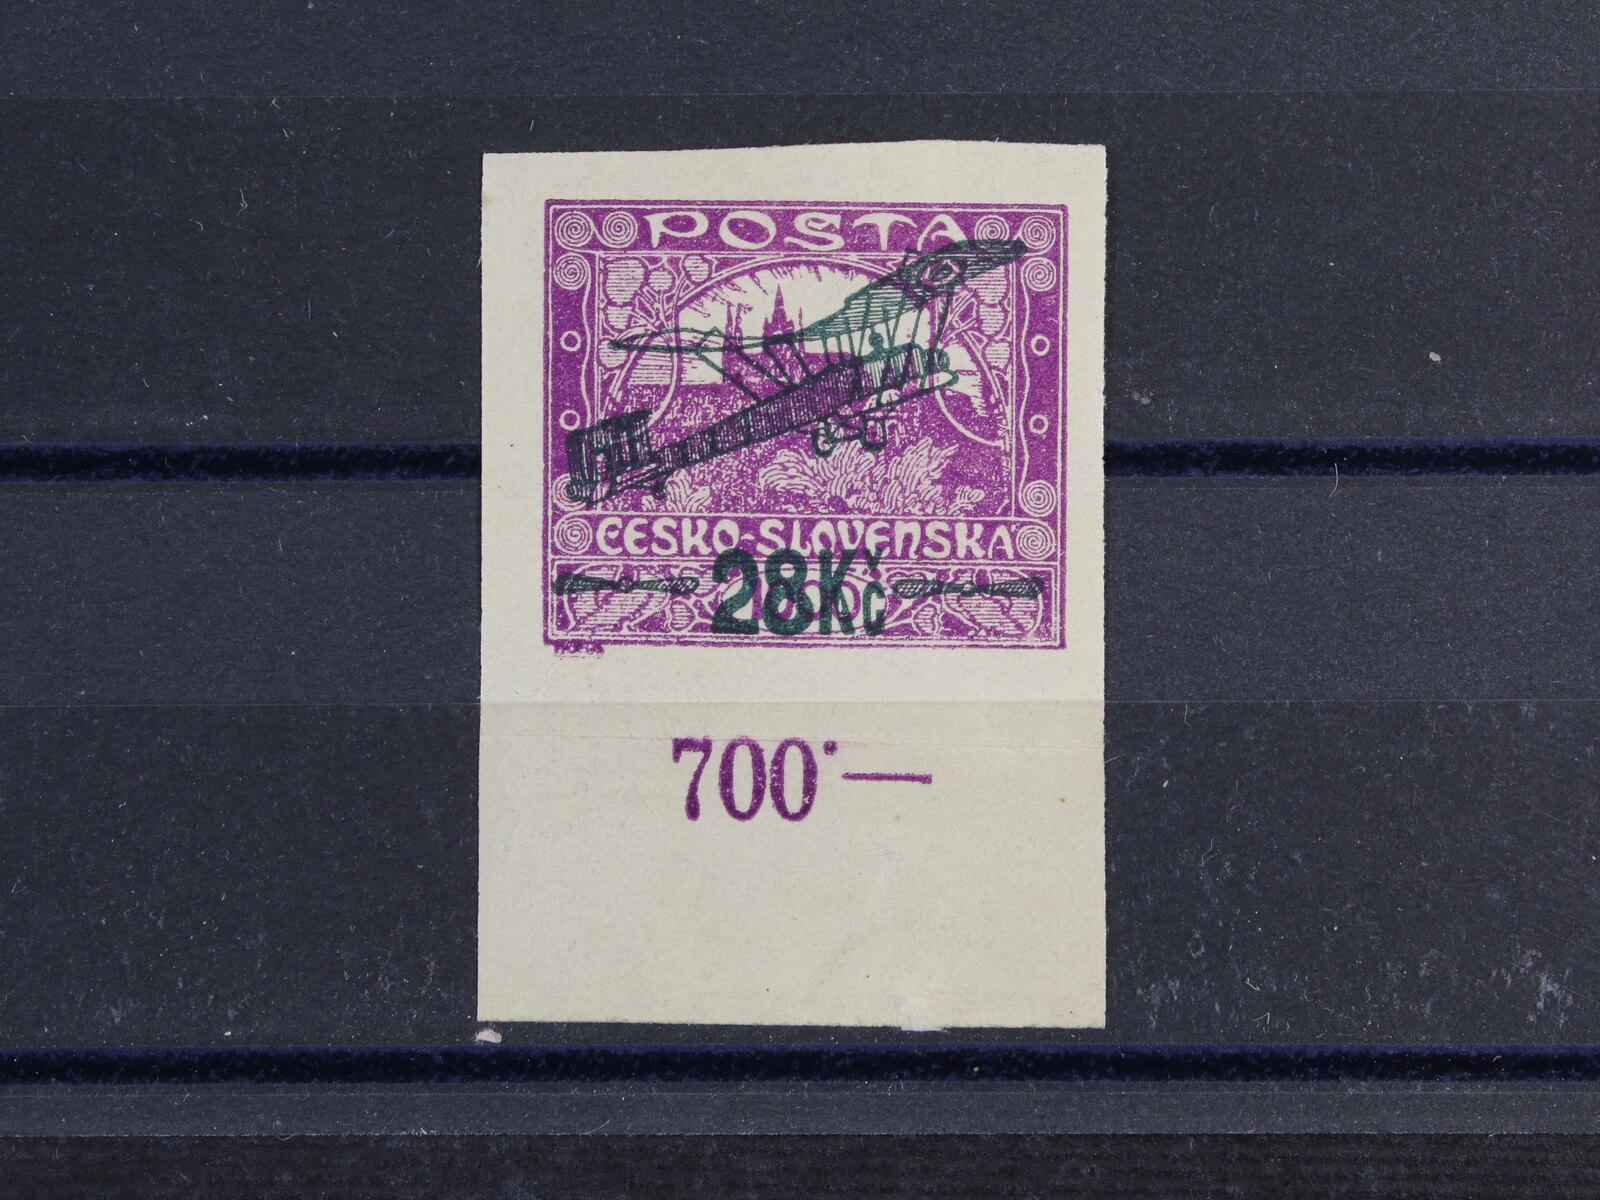 POSTA
CESKO-SLOVENSKA
28Kč
700·—